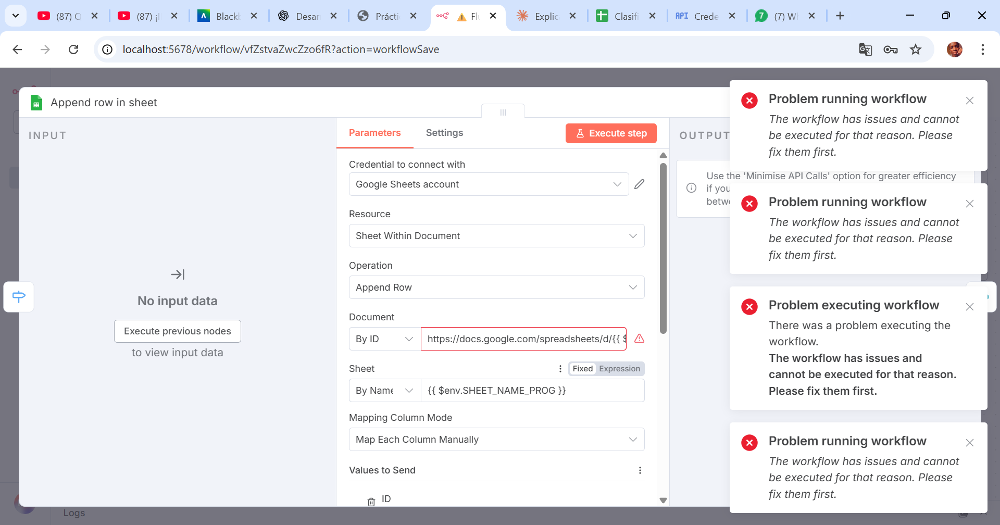 (87) Q
(87) ¡l
Blackb
Desar
Práctic
Flu
Explic
Clasifi
API
Crede
7
(7) W
localhost:5678/workflow/vfZstvaZwcZzo6fR?action=workflowSave
Append row in sheet
INPUT
No input data
Execute previous nodes
to view input data
Parameters
Settings
Execute step
Credential to connect with
Google Sheets account
Resource
Sheet Within Document
Operation
Append Row
Document
By ID
https://docs.google.com/spreadsheets/d/{{ $
Sheet
Fixed
Expression
By Name
{{ $env.SHEET_NAME_PROG }}
Mapping Column Mode
Map Each Column Manually
Values to Send
ID
OUTPUT
Use the 'Minimise API Calls' option for greater efficiency
if you
betwe
Problem running workflow
The workflow has issues and cannot
be executed for that reason. Please
fix them first.
Problem running workflow
The workflow has issues and cannot
be executed for that reason. Please
fix them first.
Problem executing workflow
There was a problem executing the
workflow.
The workflow has issues and
cannot be executed for that reason.
Please fix them first.
Problem running workflow
The workflow has issues and cannot
be executed for that reason. Please
fix them first.
Logs